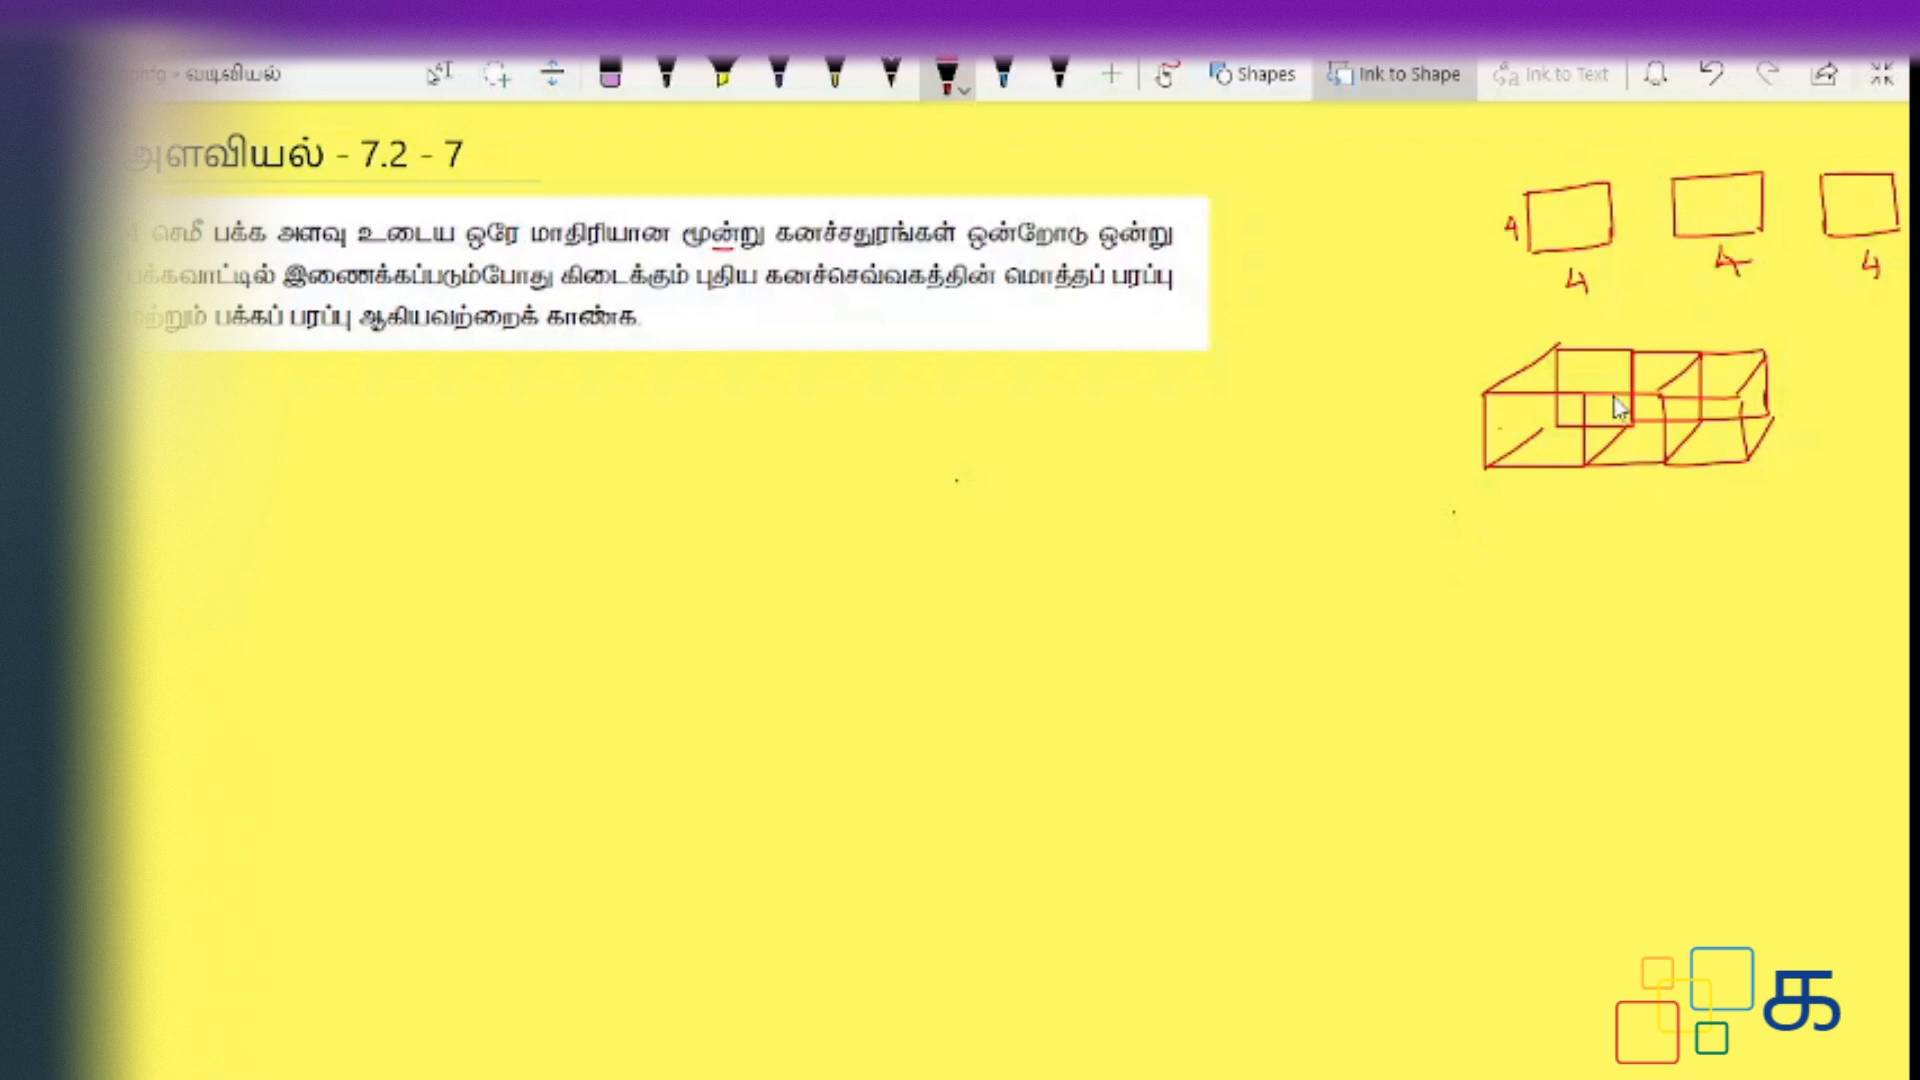 வடிவியல்
Shapes
Ink to Shape
Ink to Text
அளவியல் - 7.2 - 7
4 செமீ பக்க அளவு உடைய ஒரே மாதிரியான மூன்று கனச்சதுரங்கள் ஒன்றோடு ஒன்று
பக்கவாட்டில் இணைக்கப்படும்போது கிடைக்கும் புதிய கனச்செவ்வகத்தின் மொத்தப் பரப்பு
மற்றும் பக்கப் பரப்பு ஆகியவற்றைக் காண்க.
4
4
4
4
க